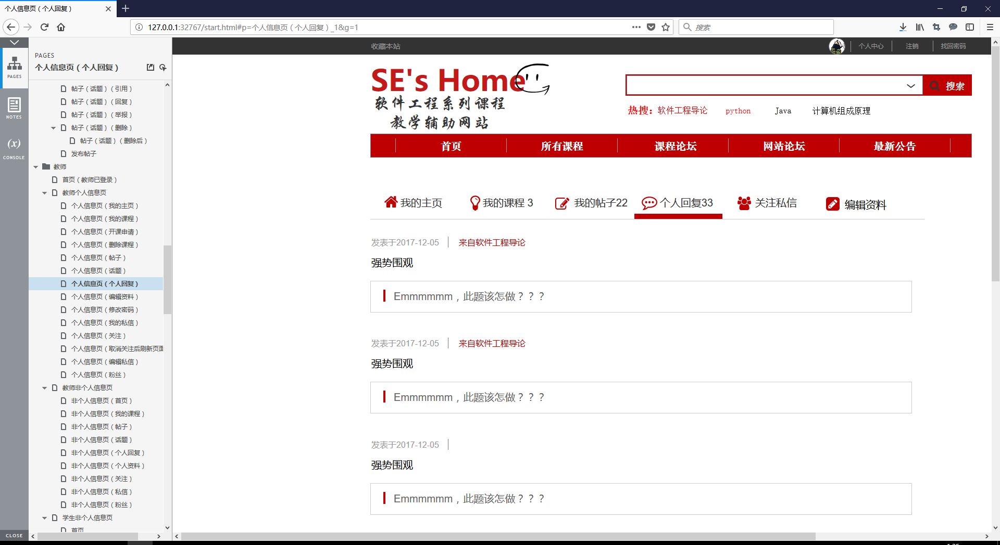 个人信息页（个人回复）
127.0.0.1:32767/start.html#p=个人信息页（个人回复）_1&g=1
搜索
PAGES
NOTES
(x)
CONSOLE
CLOSE
PAGES
个人信息页（个人回复）
帖子（话题）（引用）
帖子（话题）（回复）
帖子（话题）（举报）
帖子（话题）（删除）
帖子（话题）（删除后）
发布帖子
教师
首页（教师已登录）
教师个人信息页
个人信息页（我的主页）
个人信息页（我的课程）
个人信息页（开课申请）
个人信息页（删除课程）
个人信息页（帖子）
个人信息页（话题）
个人信息页（个人回复）
个人信息页（编辑资料）
个人信息页（修改密码）
个人信息页（我的私信）
个人信息页（关注）
个人信息页（取消关注后刷新页面
个人信息页（编辑私信）
个人信息页（粉丝）
教师非个人信息页
非个人信息页（首页）
非个人信息页（我的课程）
非个人信息页（帖子）
非个人信息页（话题）
非个人信息页（个人回复）
非个人信息页（个人资料）
非个人信息页（关注）
非个人信息页（私信）
非个人信息页（粉丝）
学生非个人信息页
首页
收藏本站 个人中心 注销 找回密码
SE's Home
软件工程系列课程
教学辅助网站
搜索
热搜：软件工程导论 python Java 计算机组成原理
首页 所有课程 课程论坛 网站论坛 最新公告
我的主页 我的课程 3 我的帖子22 个人回复33 关注私信 编辑资料
发表于2017-12-05 来自软件工程导论
强势围观
Emmmmmm，此题该怎做？？？
发表于2017-12-05 来自软件工程导论
强势围观
Emmmmmm，此题该怎做？？？
发表于2017-12-05
强势围观
Emmmmmm，此题该怎做？？？